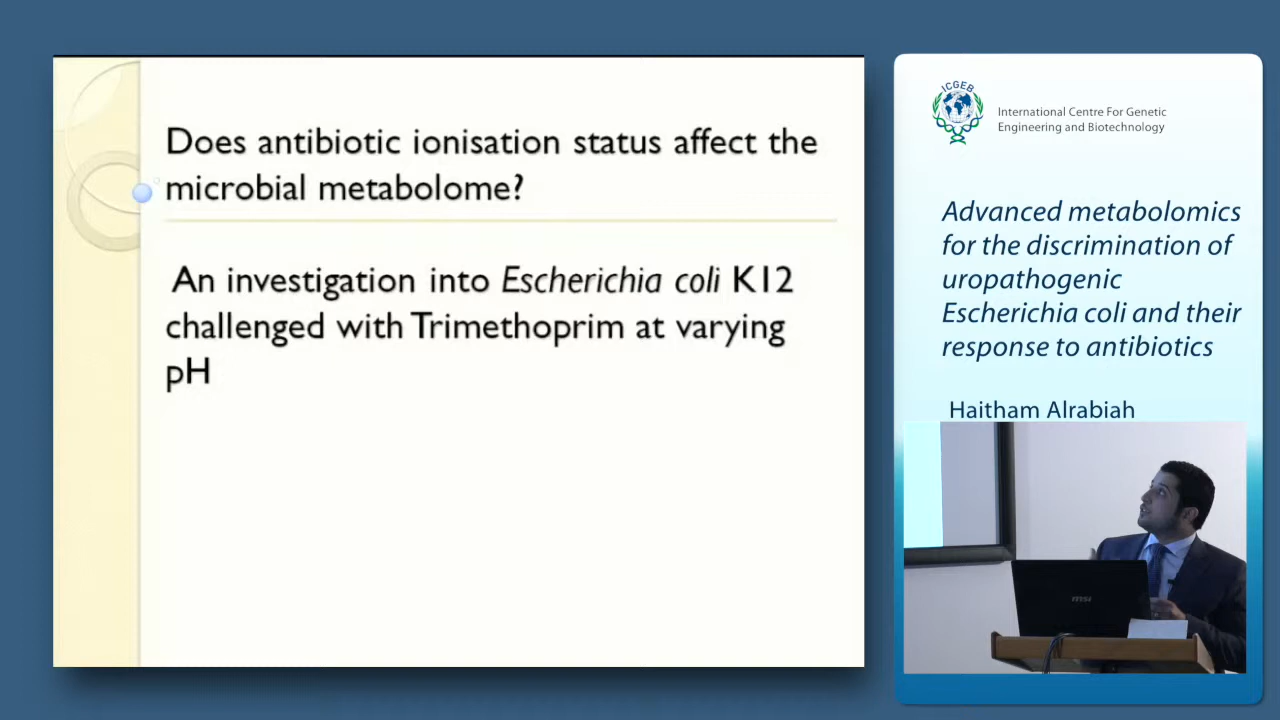 Does antibiotic ionisation status affect the
microbial metabolome?
An investigation into Escherichia coli K12
challenged with Trimethoprim at varying
pH
ICGEB
International Centre For Genetic
Engineering and Biotechnology
Advanced metabolomics
for the discrimination of
uropathogenic
Escherichia coli and their
response to antibiotics
Haitham Alrabiah
msi